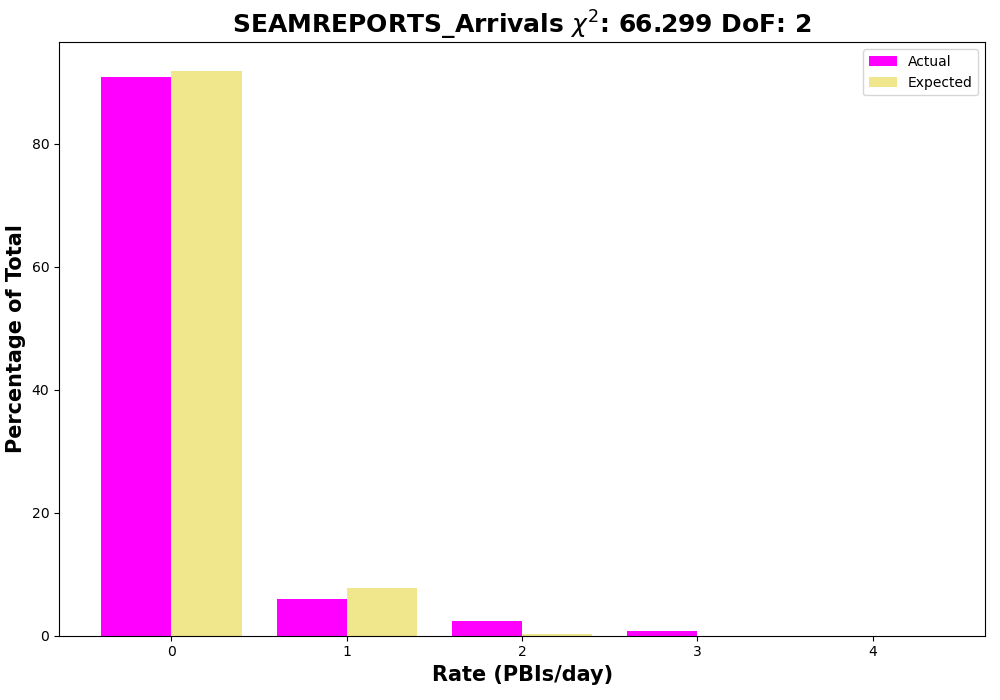 SEAMREPORTS_Arrivals χ²: 66.299 DoF: 2
Actual
Expected
Percentage of Total
80
60
40
20
0
0 1 2 3 4
Rate (PBIs/day)